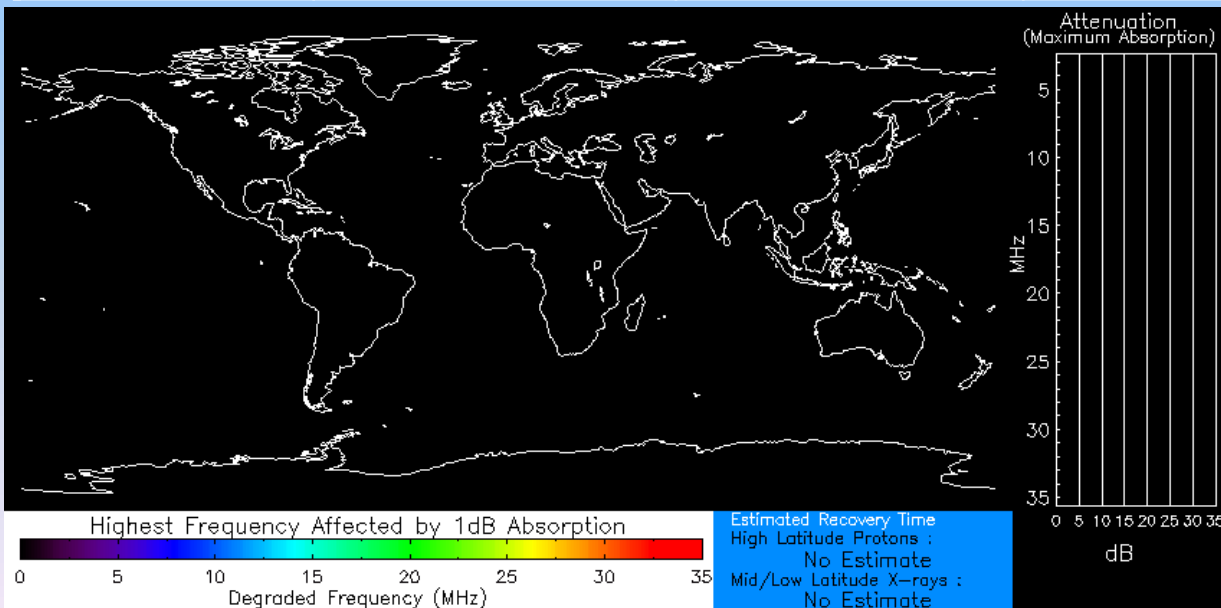 Attenuation
(Maximum Absorption)
5
10
15
20
25
30
35
MHz
0 5 10 15 20 25 30 35
dB
Highest Frequency Affected by 1dB Absorption
0 5 10 15 20 25 30 35
Degraded Frequency (MHz)
Estimated Recovery Time
High Latitude Protons :
No Estimate
Mid/Low Latitude X-rays :
No Estimate